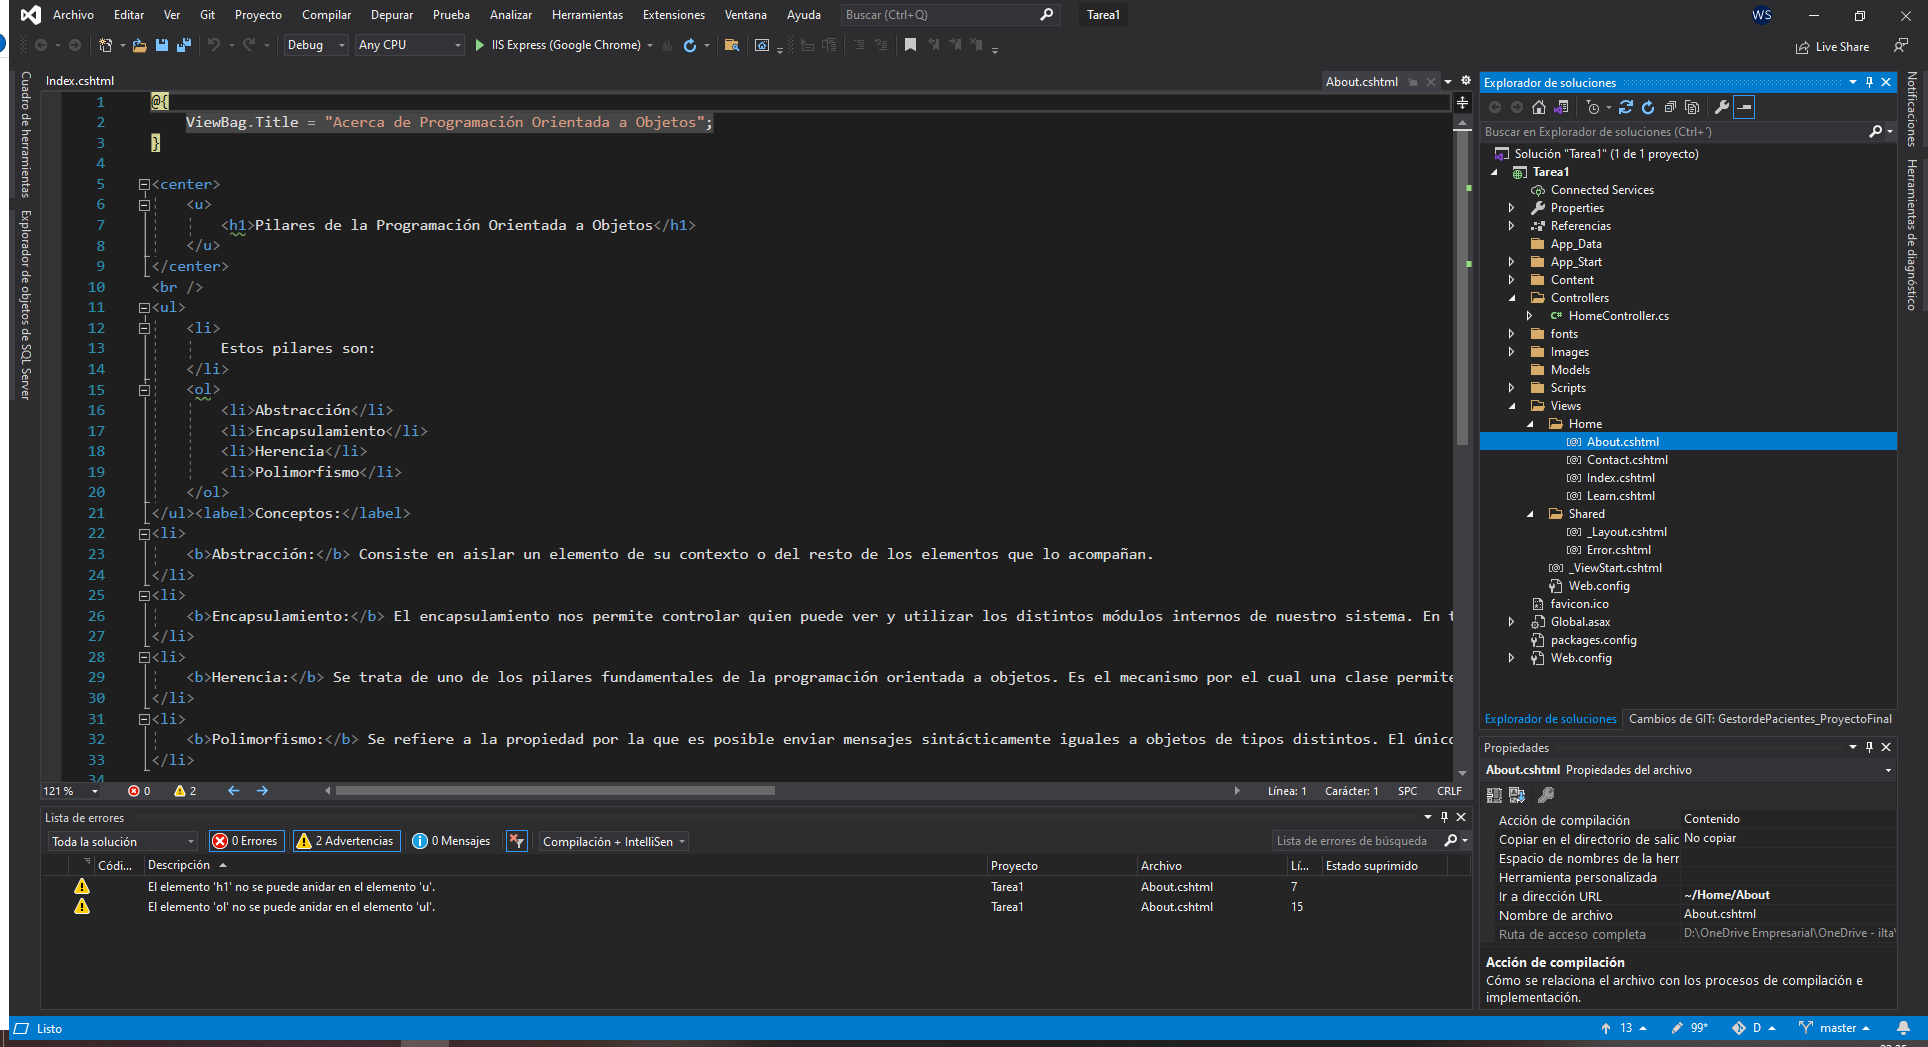 Archivo Editar Ver Git Proyecto Compilar Depurar Prueba Analizar Herramientas Extensiones Ventana Ayuda Buscar (Ctrl+Q) Tarea1 WS
Debug Any CPU IIS Express (Google Chrome) Live Share
Cuadro de herramientas
Explorador de objetos de SQL Server
Index.cshtml About.cshtml
1 @{
2 ViewBag.Title = "Acerca de Programación Orientada a Objetos";
3 }
4
5 <center>
6 <u>
7 <h1>Pilares de la Programación Orientada a Objetos</h1>
8 </u>
9 </center>
10 <br />
11 <ul>
12 <li>
13 Estos pilares son:
14 </li>
15 <ol>
16 <li>Abstracción</li>
17 <li>Encapsulamiento</li>
18 <li>Herencia</li>
19 <li>Polimorfismo</li>
20 </ol>
21 </ul><label>Conceptos:</label>
22 <li>
23 <b>Abstracción:</b> Consiste en aislar un elemento de su contexto o del resto de los elementos que lo acompañan.
24 </li>
25 <li>
26 <b>Encapsulamiento:</b> El encapsulamiento nos permite controlar quien puede ver y utilizar los distintos módulos internos de nuestro sistema. En t
27 </li>
28 <li>
29 <b>Herencia:</b> Se trata de uno de los pilares fundamentales de la programación orientada a objetos. Es el mecanismo por el cual una clase permite
30 </li>
31 <li>
32 <b>Polimorfismo:</b> Se refiere a la propiedad por la que es posible enviar mensajes sintácticamente iguales a objetos de tipos distintos. El único
33 </li>
34
121 % 0 2 Línea: 1 Carácter: 1 SPC CRLF
Lista de errores
Toda la solución 0 Errores 2 Advertencias 0 Mensajes Compilación + IntelliSen Lista de errores de búsqueda
Códi... Descripción Proyecto Archivo Lí... Estado suprimido
El elemento 'h1' no se puede anidar en el elemento 'u'. Tarea1 About.cshtml 7
El elemento 'ol' no se puede anidar en el elemento 'ul'. Tarea1 About.cshtml 15
Explorador de soluciones
Buscar en Explorador de soluciones (Ctrl+´)
Solución "Tarea1" (1 de 1 proyecto)
Tarea1
Connected Services
Properties
Referencias
App_Data
App_Start
Content
Controllers
C# HomeController.cs
fonts
Images
Models
Scripts
Views
Home
[@] About.cshtml
[@] Contact.cshtml
[@] Index.cshtml
[@] Learn.cshtml
Shared
[@] _Layout.cshtml
[@] Error.cshtml
[@] _ViewStart.cshtml
Web.config
favicon.ico
Global.asax
packages.config
Web.config
Explorador de soluciones Cambios de GIT: GestordePacientes_ProyectoFinal
Propiedades
About.cshtml Propiedades del archivo
Acción de compilación Contenido
Copiar en el directorio de salic No copiar
Espacio de nombres de la herr
Herramienta personalizada
Ir a dirección URL ~/Home/About
Nombre de archivo About.cshtml
Ruta de acceso completa D:\OneDrive Empresarial\OneDrive - ilta\
Acción de compilación
Cómo se relaciona el archivo con los procesos de compilación e
implementación.
Notificaciones
Herramientas de diagnóstico
Listo 13 99* D master